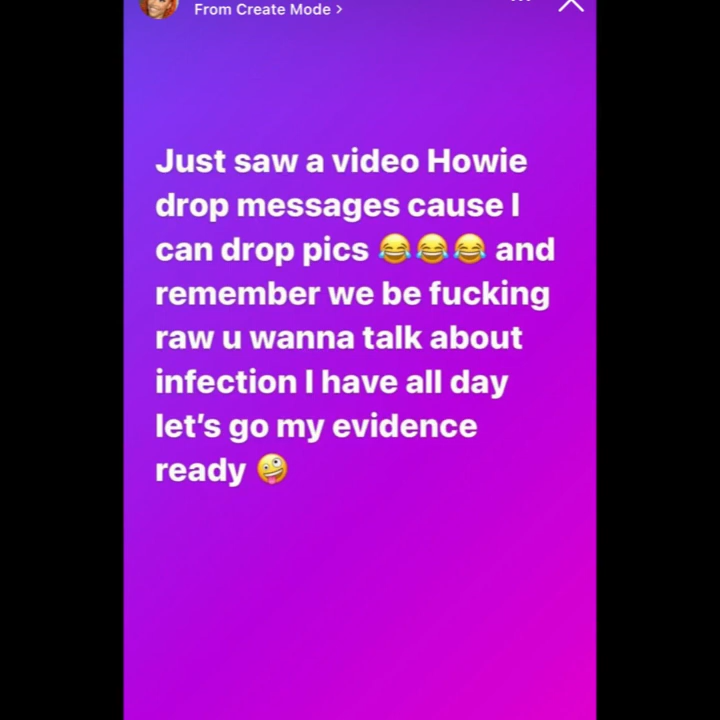 From Create Mode >
Just saw a video Howie
drop messages cause I
can drop pics 😂😂😂 and
remember we be fucking
raw u wanna talk about
infection I have all day
let's go my evidence
ready 🤪